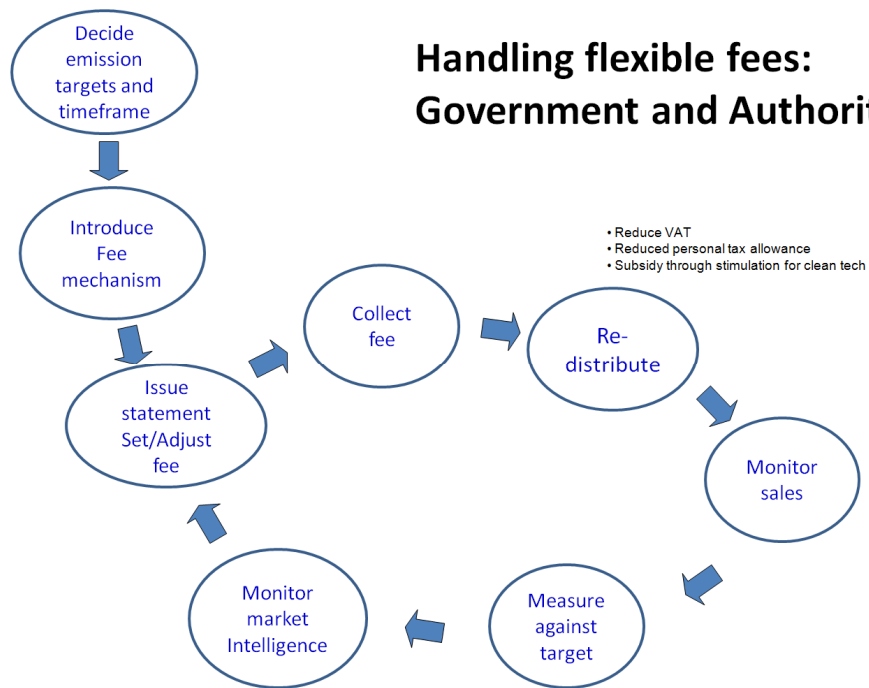 Handling flexible fees:
Government and Authorit
Decide
emission
targets and
timeframe
Introduce
Fee
mechanism
Issue
statement
Set/Adjust
fee
Collect
fee
• Reduce VAT
• Reduced personal tax allowance
• Subsidy through stimulation for clean tech
Re-
distribute
Monitor
sales
Measure
against
target
Monitor
market
Intelligence